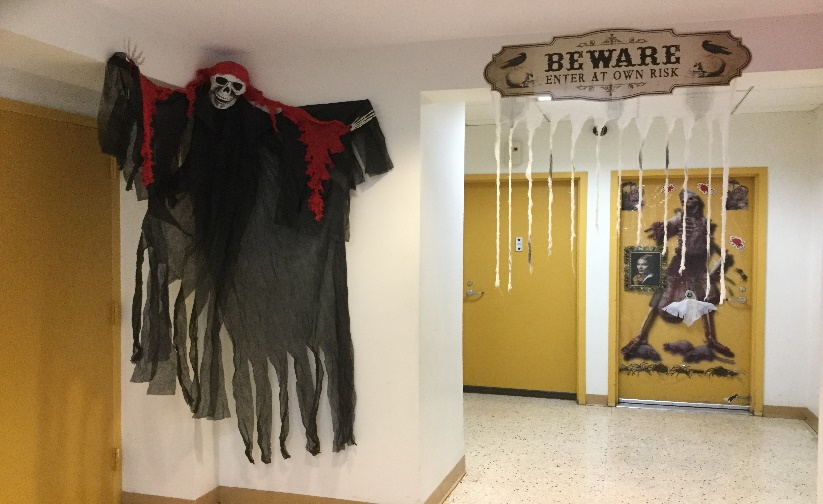 BEWARE
ENTER AT OWN RISK